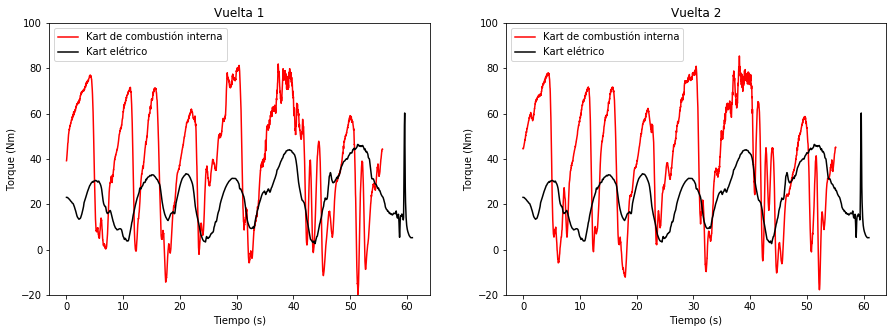 Vuelta 1
Kart de combustión interna
Kart elétrico
100
80
60
40
20
0
−20
Torque (Nm)
0 10 20 30 40 50 60
Tiempo (s)
Vuelta 2
Kart de combustión interna
Kart elétrico
100
80
60
40
20
0
−20
Torque (Nm)
0 10 20 30 40 50 60
Tiempo (s)